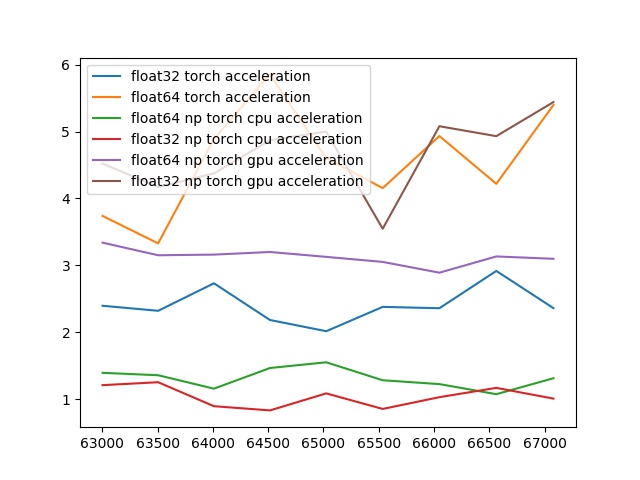 float32 torch acceleration
float64 torch acceleration
float64 np torch cpu acceleration
float32 np torch cpu acceleration
float64 np torch gpu acceleration
float32 np torch gpu acceleration
6
5
4
3
2
1
63000 63500 64000 64500 65000 65500 66000 66500 67000